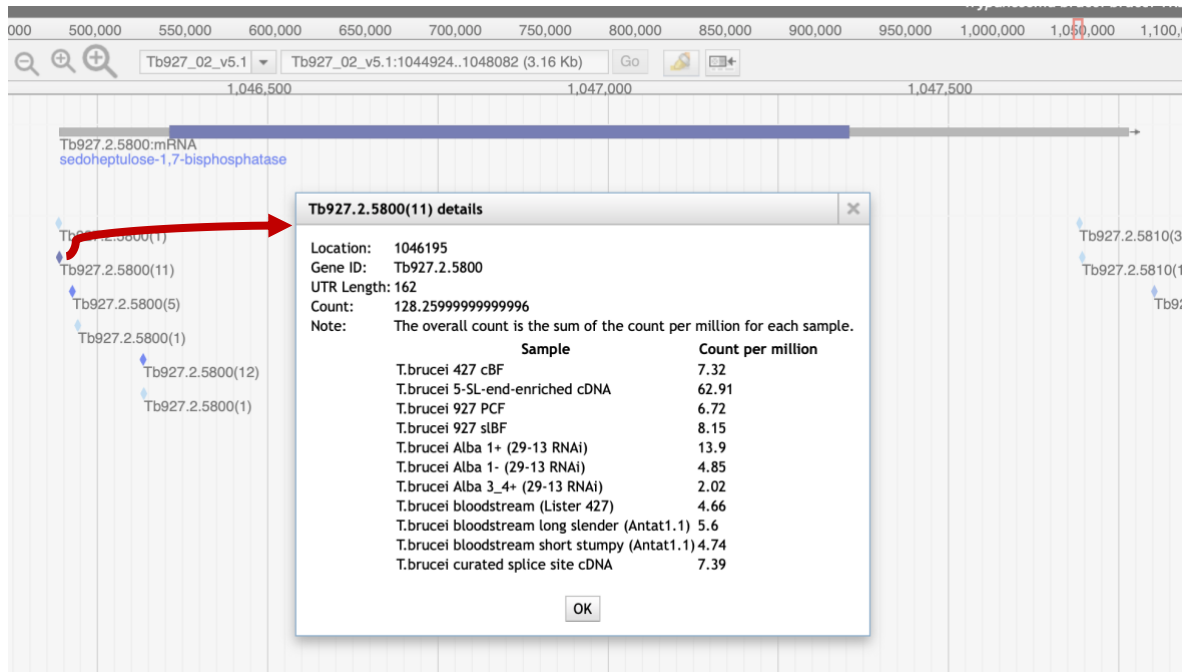 000 500,000 550,000 600,000 650,000 700,000 750,000 800,000 850,000 900,000 950,000 1,000,000 1,050,000 1,100,
Tb927_02_v5.1 Tb927_02_v5.1:1044924..1048082 (3.16 Kb) Go
1,046,500 1,047,000 1,047,500
Tb927.2.5800:mRNA
sedoheptulose-1,7-bisphosphatase
Tb927.2.5800(11) details
Location: 1046195
Gene ID: Tb927.2.5800
UTR Length: 162
Count: 128.25999999999996
Note: The overall count is the sum of the count per million for each sample.
Sample Count per million
T.brucei 427 cBF 7.32
T.brucei 5-SL-end-enriched cDNA 62.91
T.brucei 927 PCF 6.72
T.brucei 927 slBF 8.15
T.brucei Alba 1+ (29-13 RNAi) 13.9
T.brucei Alba 1- (29-13 RNAi) 4.85
T.brucei Alba 3_4+ (29-13 RNAi) 2.02
T.brucei bloodstream (Lister 427) 4.66
T.brucei bloodstream long slender (Antat1.1) 5.6
T.brucei bloodstream short stumpy (Antat1.1) 4.74
T.brucei curated splice site cDNA 7.39
OK
Tb927.2.5800(1)
Tb927.2.5800(11)
Tb927.2.5800(5)
Tb927.2.5800(1)
Tb927.2.5800(12)
Tb927.2.5800(1)
Tb927.2.5810(3
Tb927.2.5810(1
Tb92